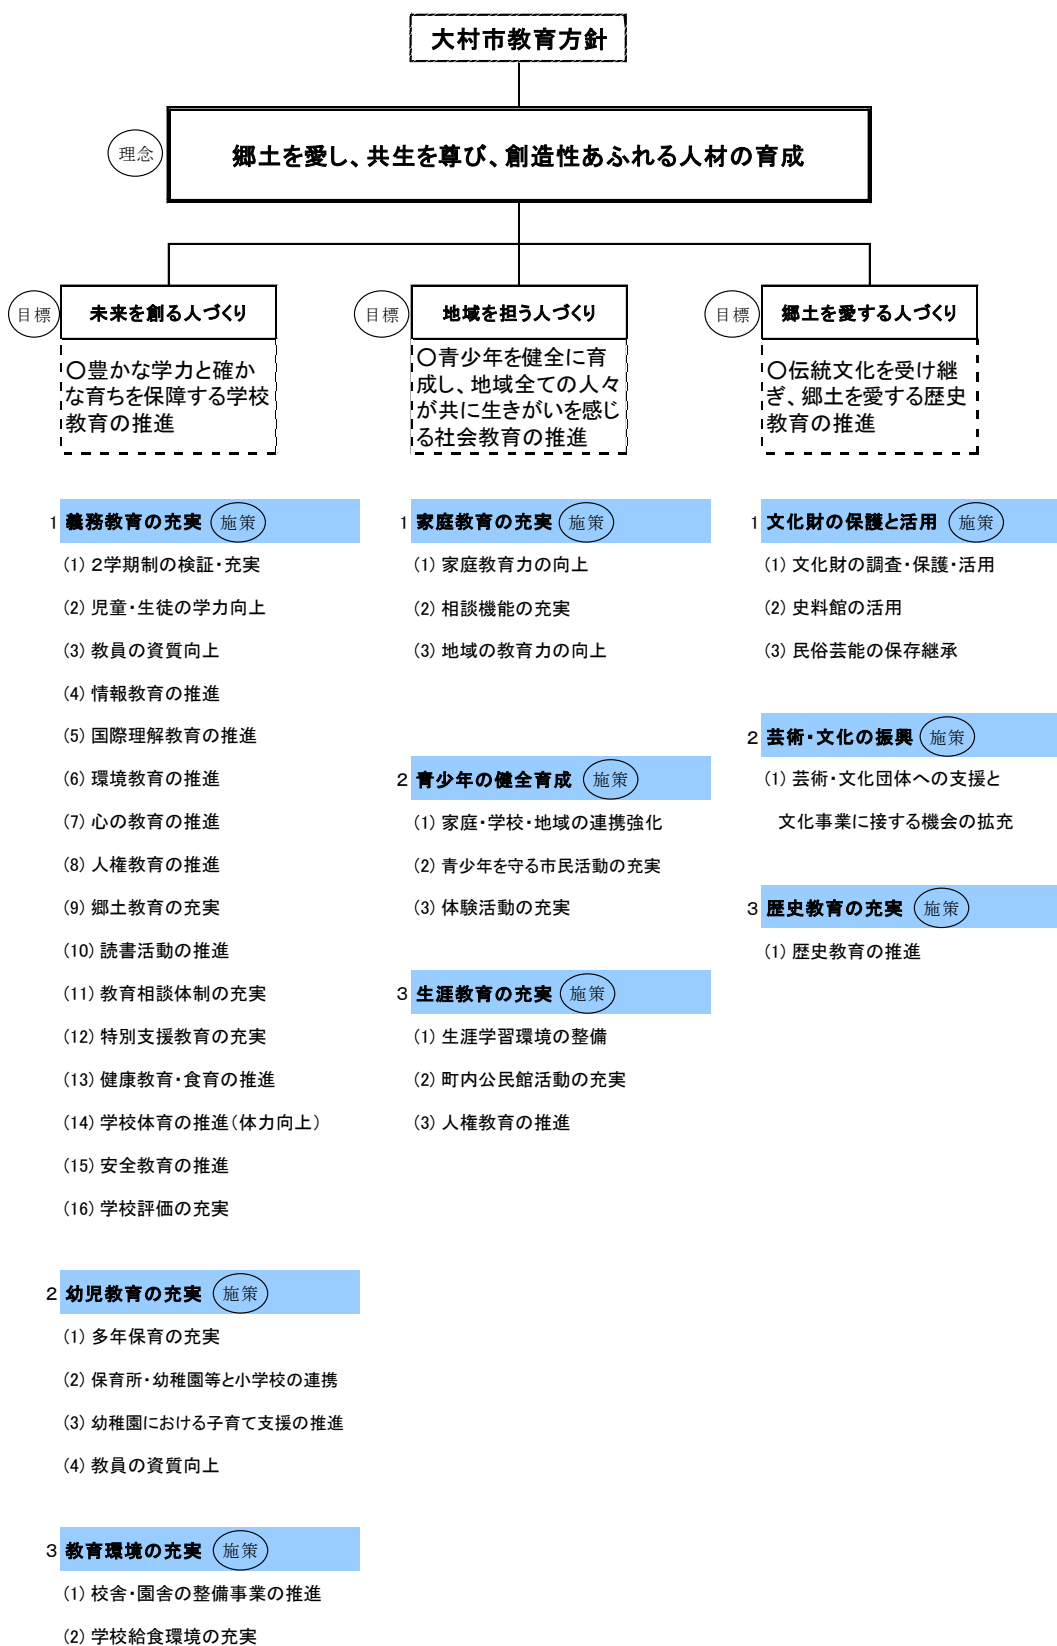 大村市教育方針
理念
郷土を愛し、共生を尊び、創造性あふれる人材の育成
目標
未来を創る人づくり
〇豊かな学力と確か
な育ちを保障する学校
教育の推進
1 義務教育の充実 施策
(1) 2学期制の検証・充実
(2) 児童・生徒の学力向上
(3) 教員の資質向上
(4) 情報教育の推進
(5) 国際理解教育の推進
(6) 環境教育の推進
(7) 心の教育の推進
(8) 人権教育の推進
(9) 郷土教育の充実
(10) 読書活動の推進
(11) 教育相談体制の充実
(12) 特別支援教育の充実
(13) 健康教育・食育の推進
(14) 学校体育の推進（体力向上）
(15) 安全教育の推進
(16) 学校評価の充実
2 幼児教育の充実 施策
(1) 多年保育の充実
(2) 保育所・幼稚園等と小学校の連携
(3) 幼稚園における子育て支援の推進
(4) 教員の資質向上
3 教育環境の充実 施策
(1) 校舎・園舎の整備事業の推進
(2) 学校給食環境の充実
目標
地域を担う人づくり
〇青少年を健全に育
成し、地域全ての人々
が共に生きがいを感じ
る社会教育の推進
1 家庭教育の充実 施策
(1) 家庭教育力の向上
(2) 相談機能の充実
(3) 地域の教育力の向上
2 青少年の健全育成 施策
(1) 家庭・学校・地域の連携強化
(2) 青少年を守る市民活動の充実
(3) 体験活動の充実
3 生涯教育の充実 施策
(1) 生涯学習環境の整備
(2) 町内公民館活動の充実
(3) 人権教育の推進
目標
郷土を愛する人づくり
〇伝統文化を受け継
ぎ、郷土を愛する歴史
教育の推進
1 文化財の保護と活用 施策
(1) 文化財の調査・保護・活用
(2) 史料館の活用
(3) 民俗芸能の保存継承
2 芸術・文化の振興 施策
(1) 芸術・文化団体への支援と
文化事業に接する機会の拡充
3 歴史教育の充実 施策
(1) 歴史教育の推進